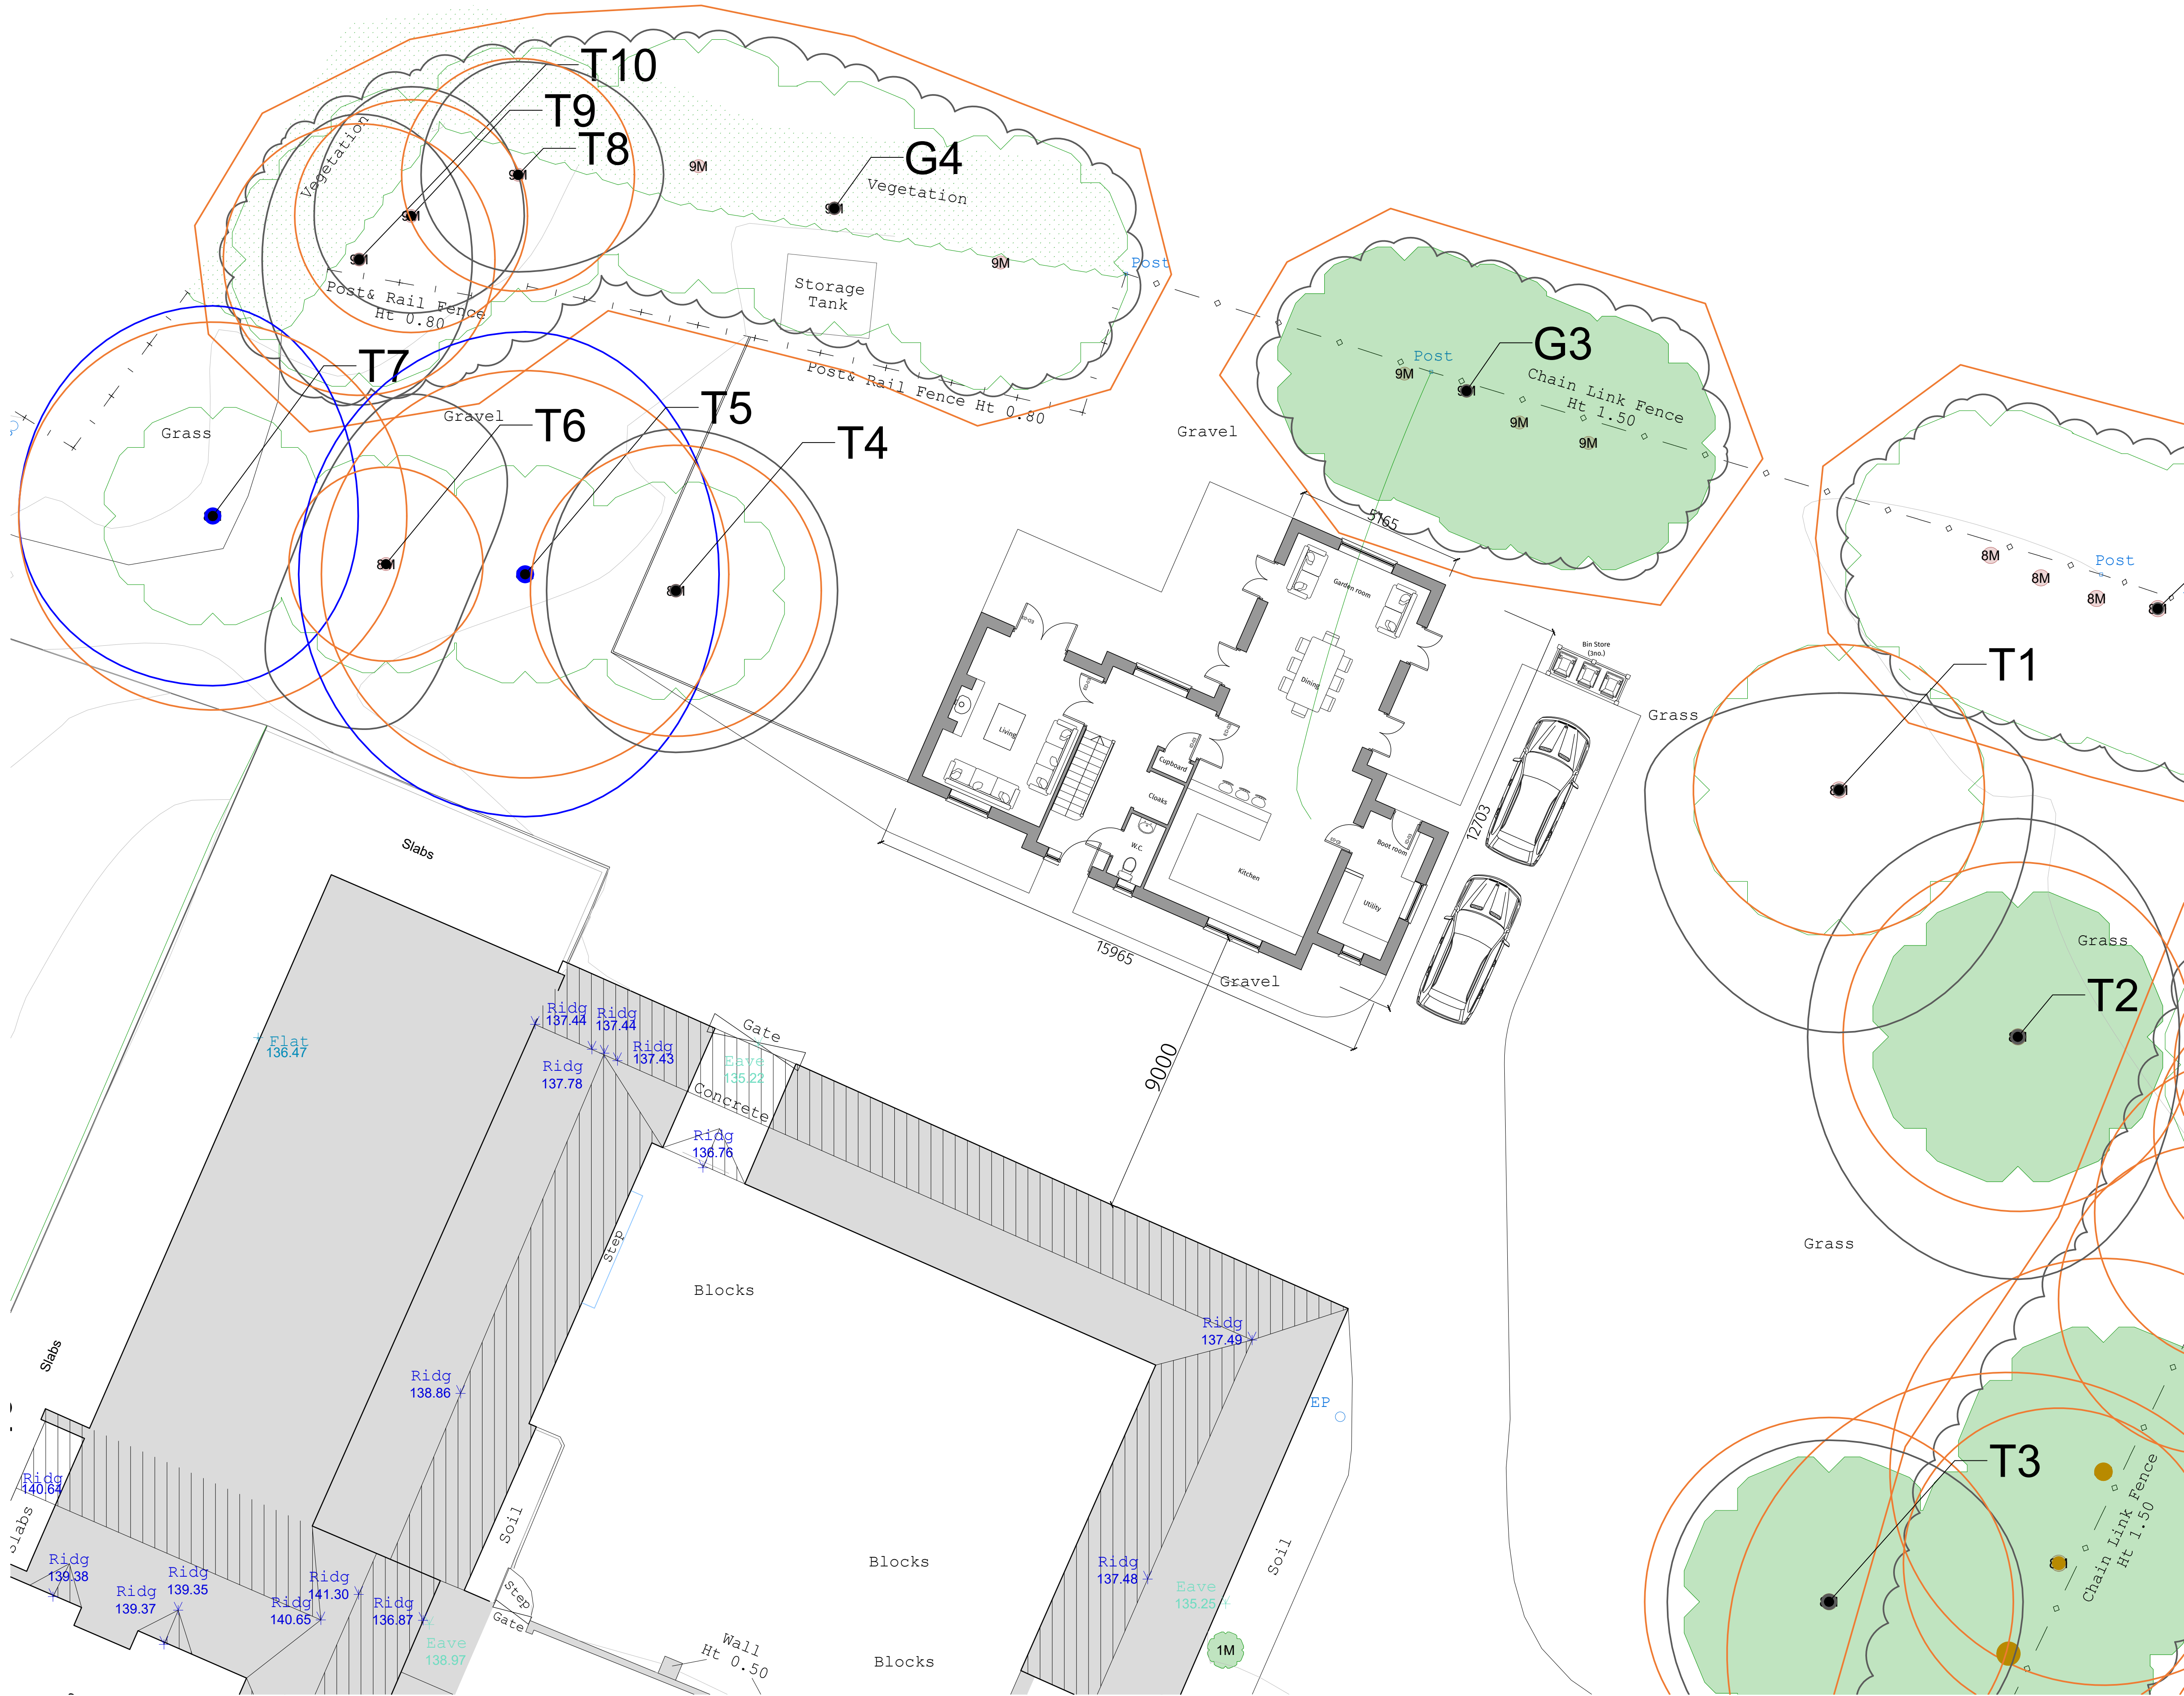 T10
T9
T8
9M
9M
9M
9M
9M
G4
Vegetation
Vegetation
9M
Storage
Tank
Post
Post& Rail Fence
Ht 0.80
Post& Rail Fence Ht 0.80
G3
Post
9M
9M
9M
9M
Chain Link Fence
Ht 1.50
T7
Grass
Gravel
T6
T5
T4
8M
8M
Gravel
5165
Garden room
Dining
Living
Cupboard
Cloaks
W.C.
Kitchen
Boot room
Utility
Bin Store
(3no.)
12703
15965
Gravel
9000
8M
8M
8M
8M
Post
Grass
T1
8M
Grass
T2
8M
Grass
Slabs
Flat
136.47
Ridg
137.44
Ridg
137.44
Ridg
137.43
Ridg
137.78
Gate
Eave
135.22
Concrete
Ridg
136.76
Step
Blocks
Ridg
137.49
EP
Ridg
138.86
Slabs
Ridg
140.64
Slabs
Soil
Blocks
Ridg
137.48
Soil
Eave
135.25
1M
Ridg
139.38
Ridg
139.37
Ridg
139.35
Ridg
141.30
Ridg
140.65
Ridg
136.87
Eave
138.97
Step
Gate
Wall
Ht 0.50
Blocks
T3
8M
8M
Chain Link Fence
Ht 1.50